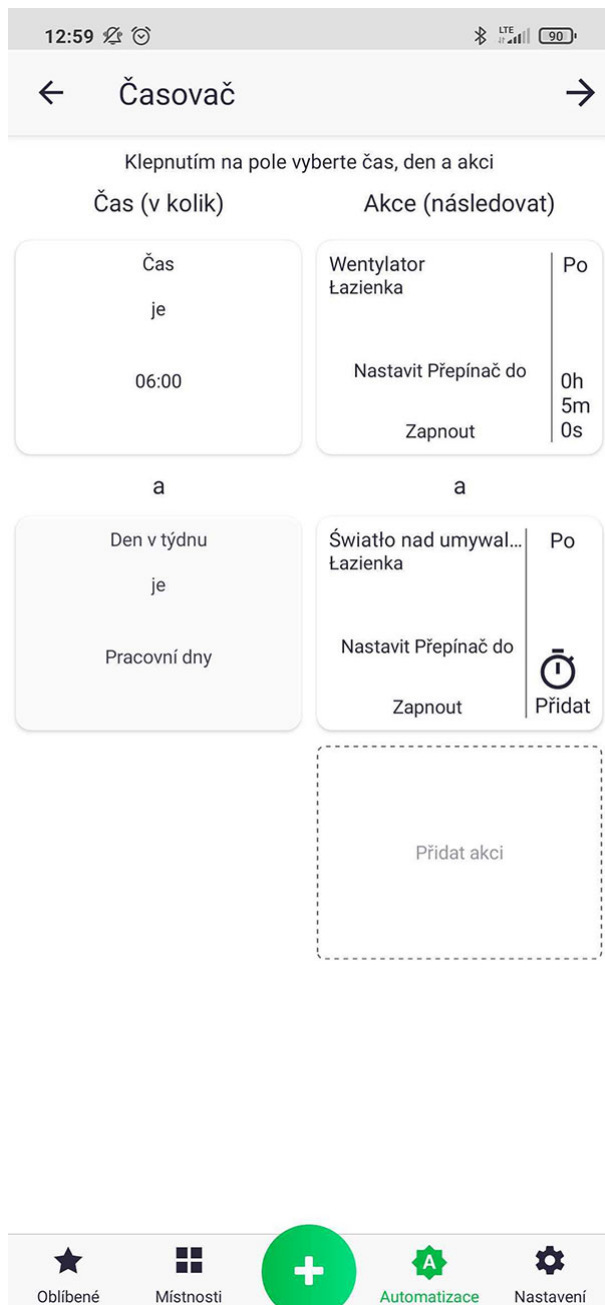 12:59
LTE
90
Časovač
Klepnutím na pole vyberte čas, den a akci
Čas (v kolik)
Akce (následovat)
Čas
je
06:00
Wentylator
Łazienka
Nastavit Přepínač do
Zapnout
Po
0h
5m
0s
a
a
Den v týdnu
je
Pracovní dny
Światło nad umywal...
Łazienka
Nastavit Přepínač do
Zapnout
Po
Přidat
Přidat akci
Oblíbené
Místnosti
A
Automatizace
Nastavení